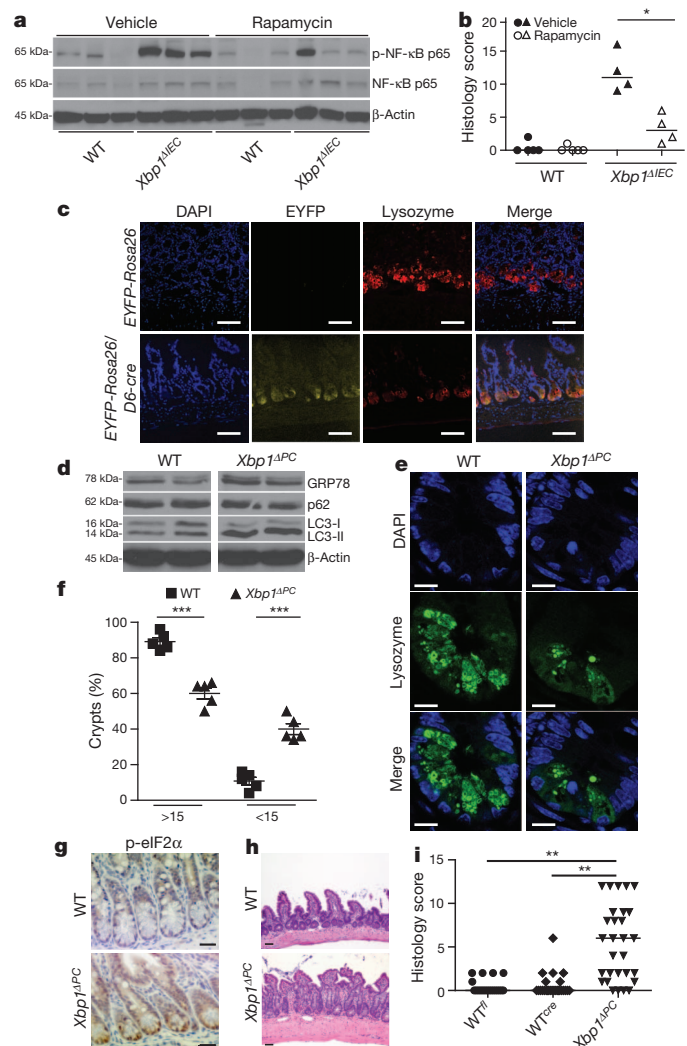 a
Vehicle
Rapamycin
65 kDa-
p-NF-κB p65
65 kDa-
NF-κB p65
45 kDa-
β-Actin
WT
Xbp1ΔIEC
WT
Xbp1ΔIEC
b
Vehicle
Rapamycin
*
Histology score
20
15
10
5
0
WT
Xbp1ΔIEC
c
DAPI
EYFP
Lysozyme
Merge
EYFP-Rosa26
EYFP-Rosa26/
D6-cre
d
WT
Xbp1ΔPC
78 kDa-
GRP78
62 kDa-
p62
16 kDa-
LC3-I
14 kDa-
LC3-II
45 kDa-
β-Actin
e
WT
Xbp1ΔPC
DAPI
Lysozyme
Merge
f
WT
Xbp1ΔPC
***
***
Crypts (%)
100
80
60
40
20
0
>15
<15
g
p-eIF2α
WT
Xbp1ΔPC
h
WT
Xbp1ΔPC
i
**
**
Histology score
15
10
5
0
WTfl
WTcre
Xbp1ΔPC